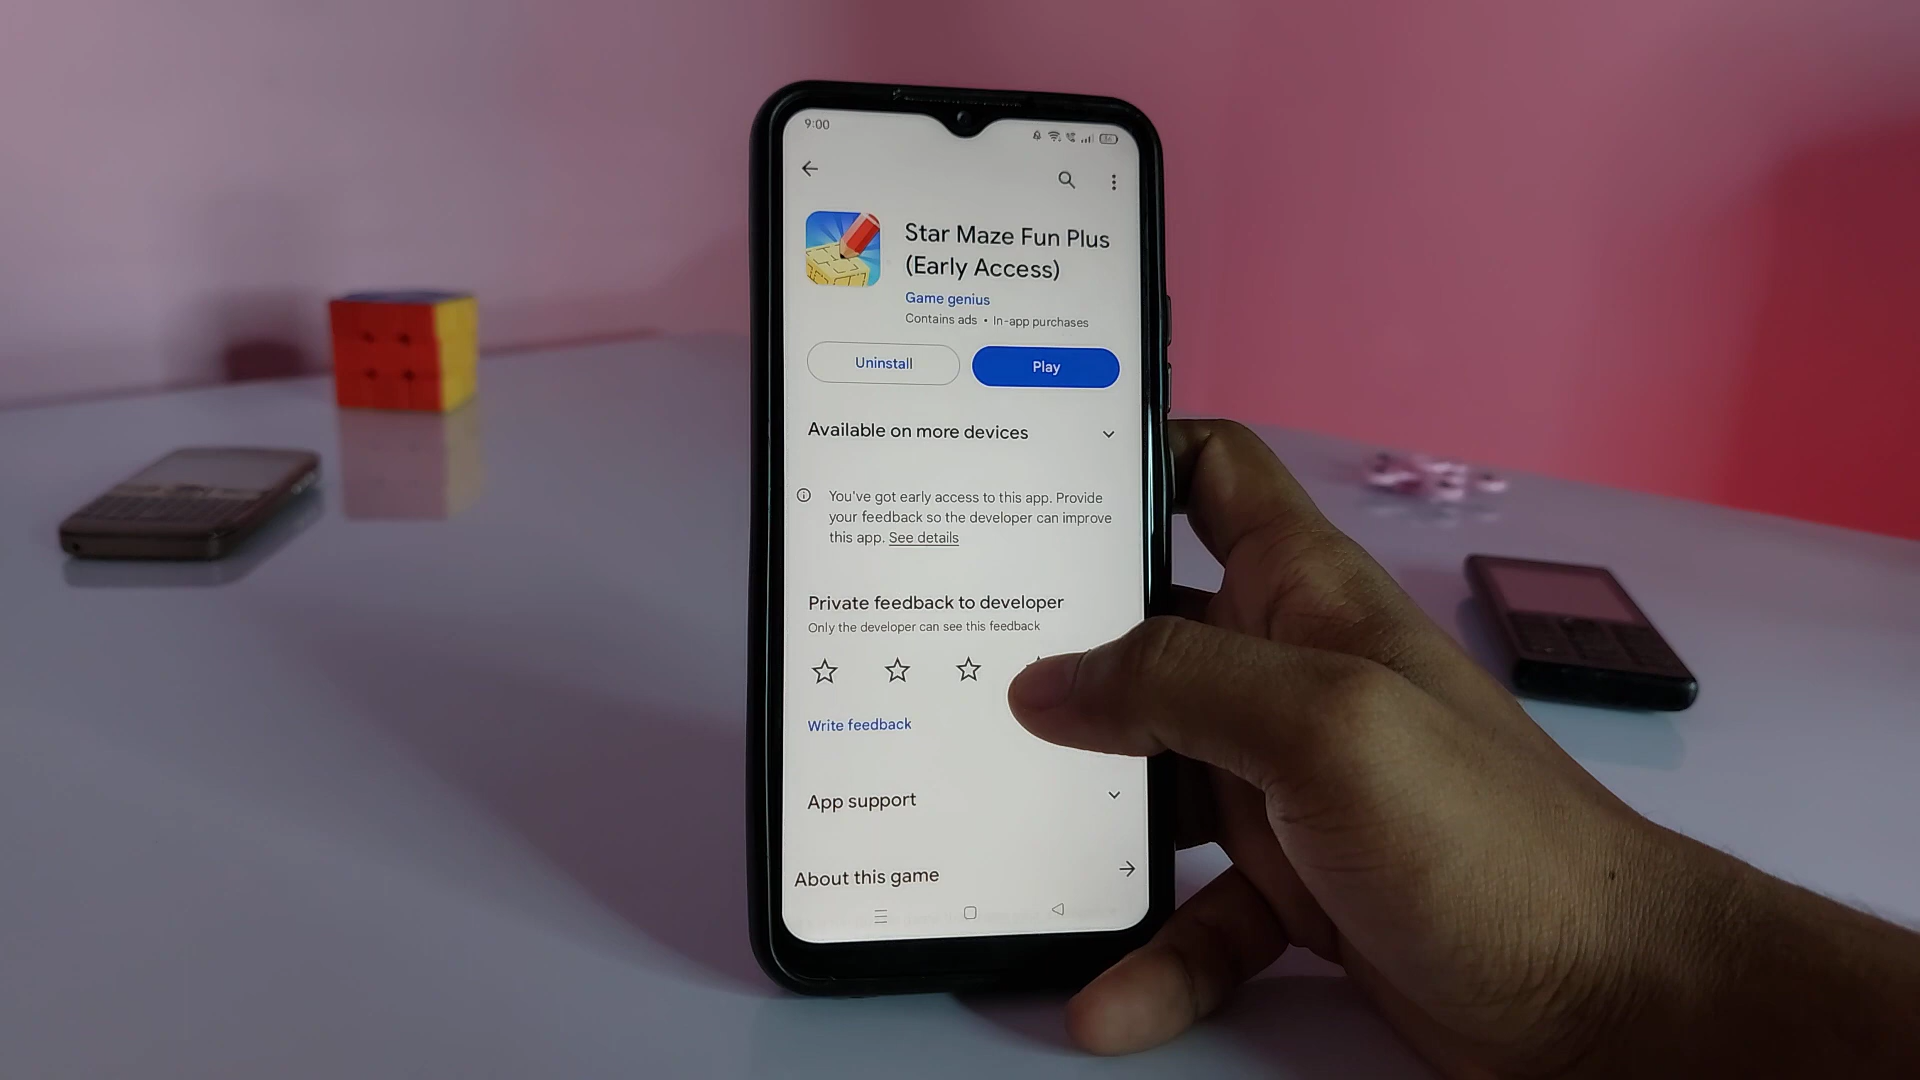 9:00
Star Maze Fun Plus
(Early Access)
Game genius
Contains ads • In-app purchases
Uninstall
Play
Available on more devices
You've got early access to this app. Provide
your feedback so the developer can improve
this app. See details
Private feedback to developer
Only the developer can see this feedback
Write feedback
App support
About this game